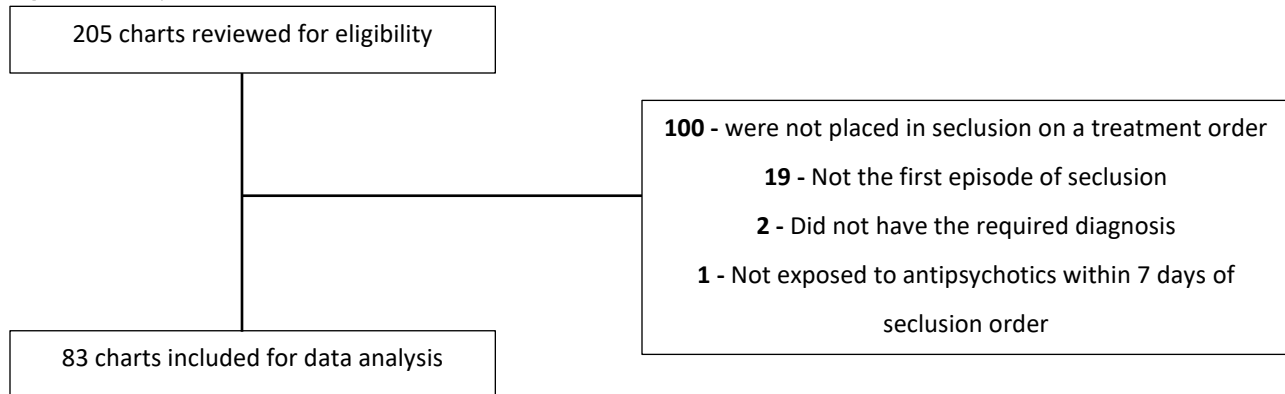 205 charts reviewed for eligibility
100 - were not placed in seclusion on a treatment order
19 - Not the first episode of seclusion
2 - Did not have the required diagnosis
1 - Not exposed to antipsychotics within 7 days of
seclusion order
83 charts included for data analysis